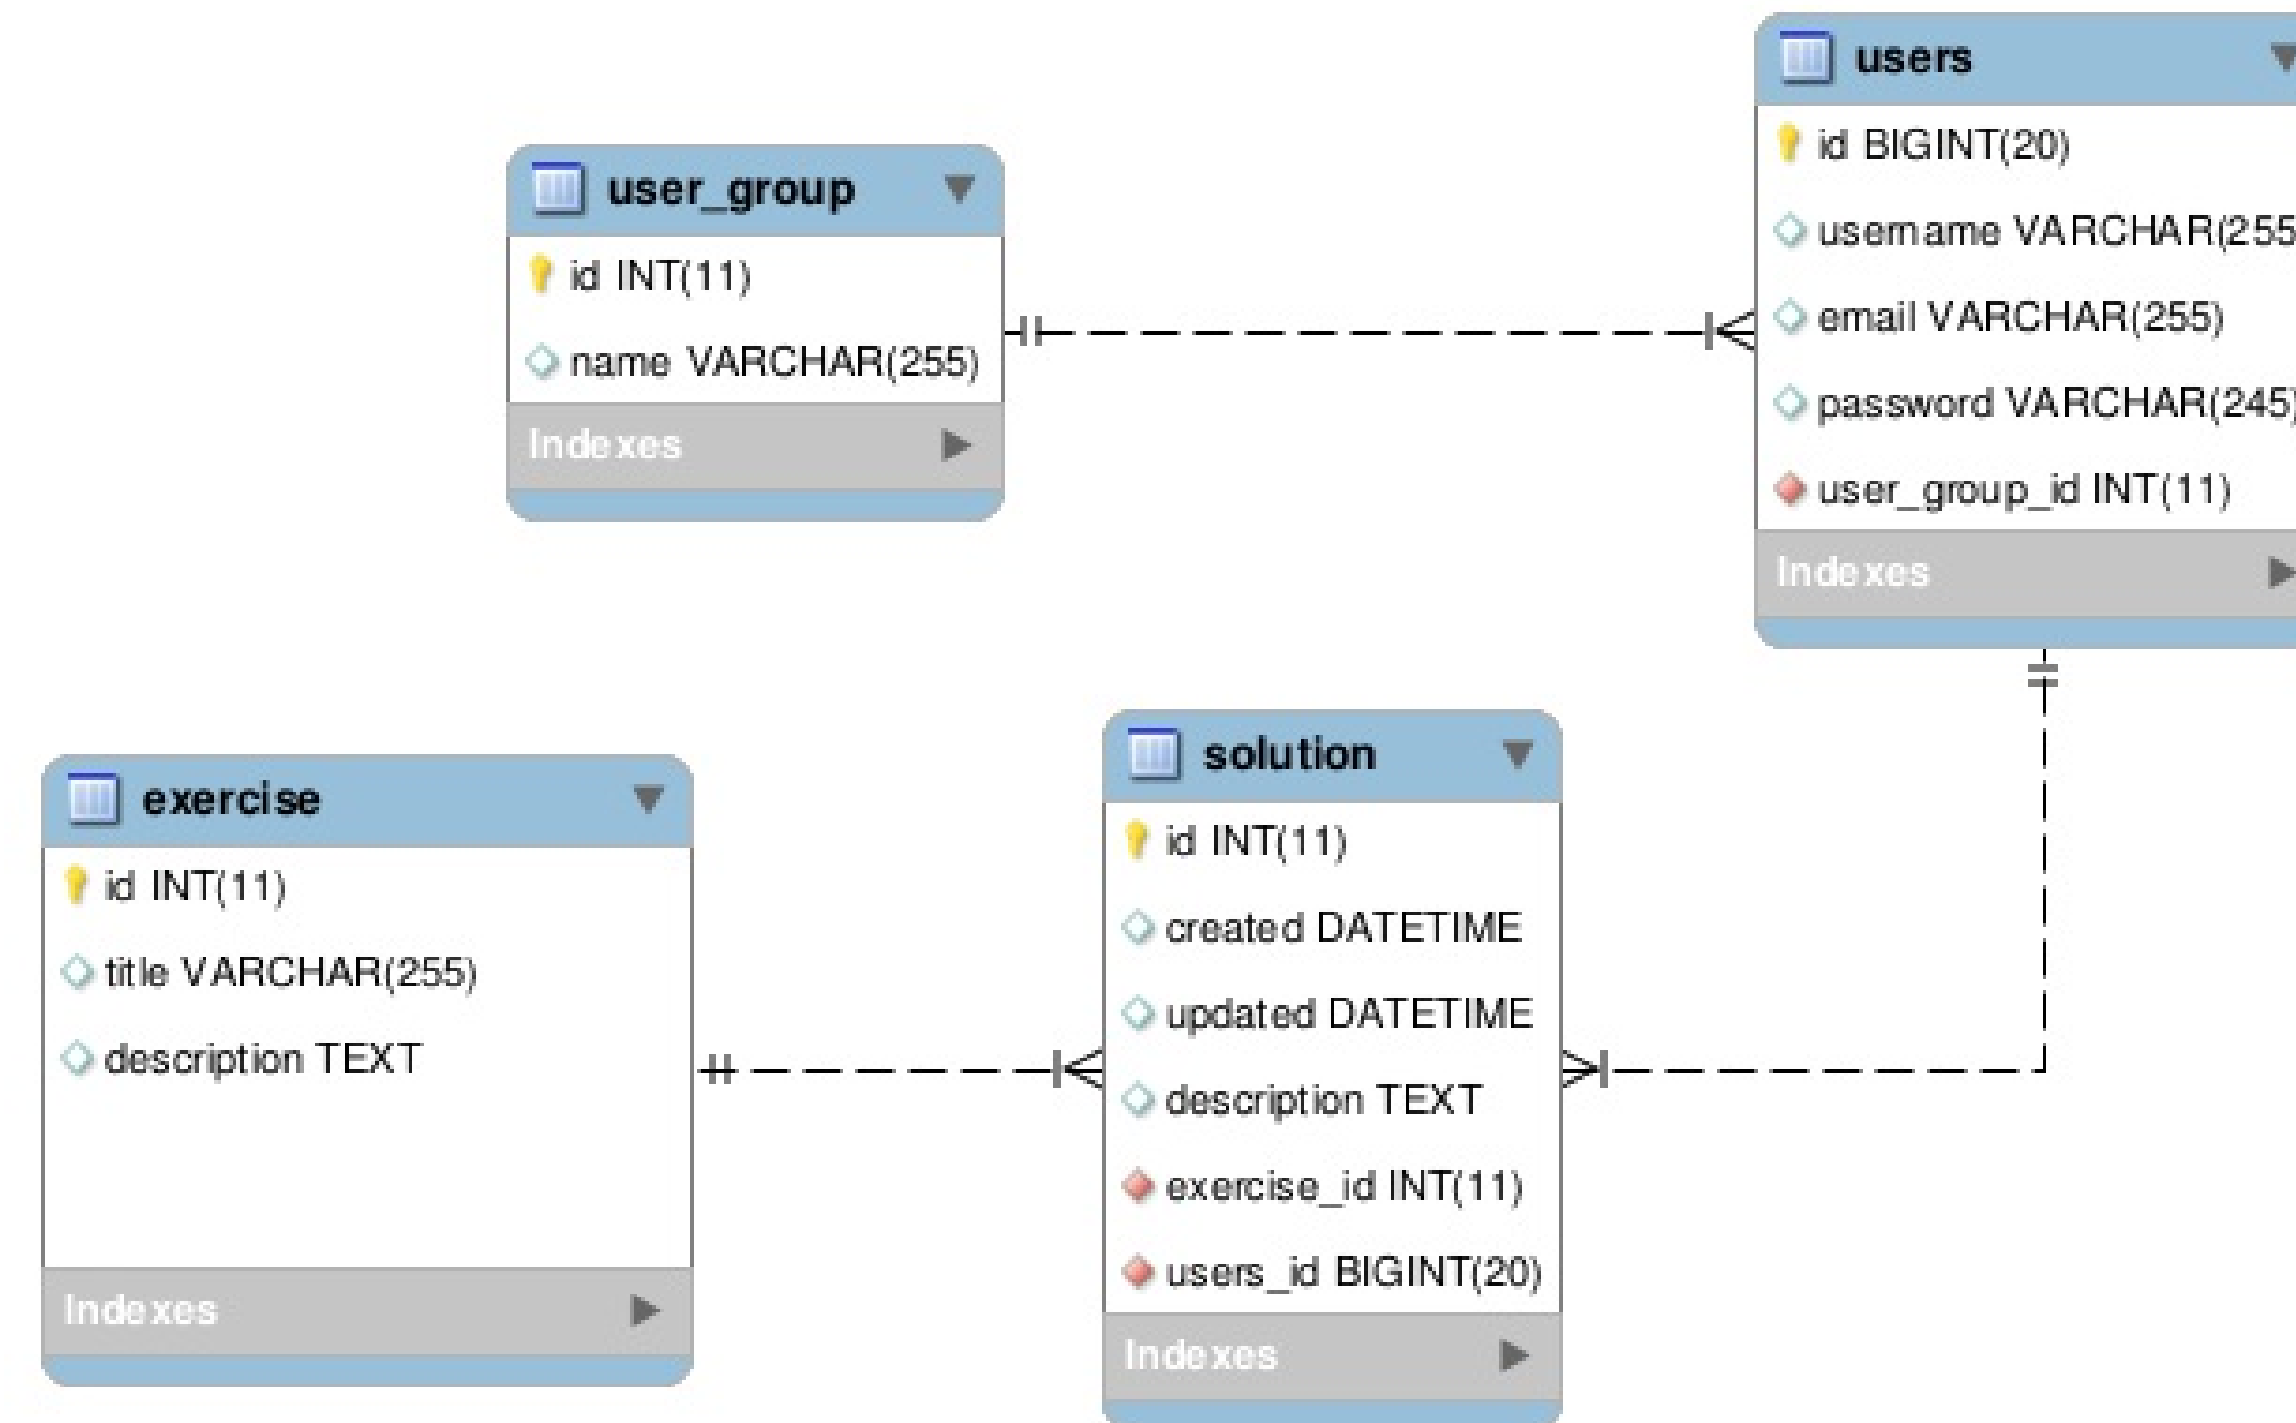 users
id BIGINT(20)
username VARCHAR(255
email VARCHAR(255)
password VARCHAR(245)
user_group_id INT(11)
Indexes
user_group
id INT(11)
name VARCHAR(255)
Indexes
exercise
id INT(11)
title VARCHAR(255)
description TEXT
Indexes
solution
id INT(11)
created DATETIME
updated DATETIME
description TEXT
exercise_id INT(11)
users_id BIGINT(20)
Indexes